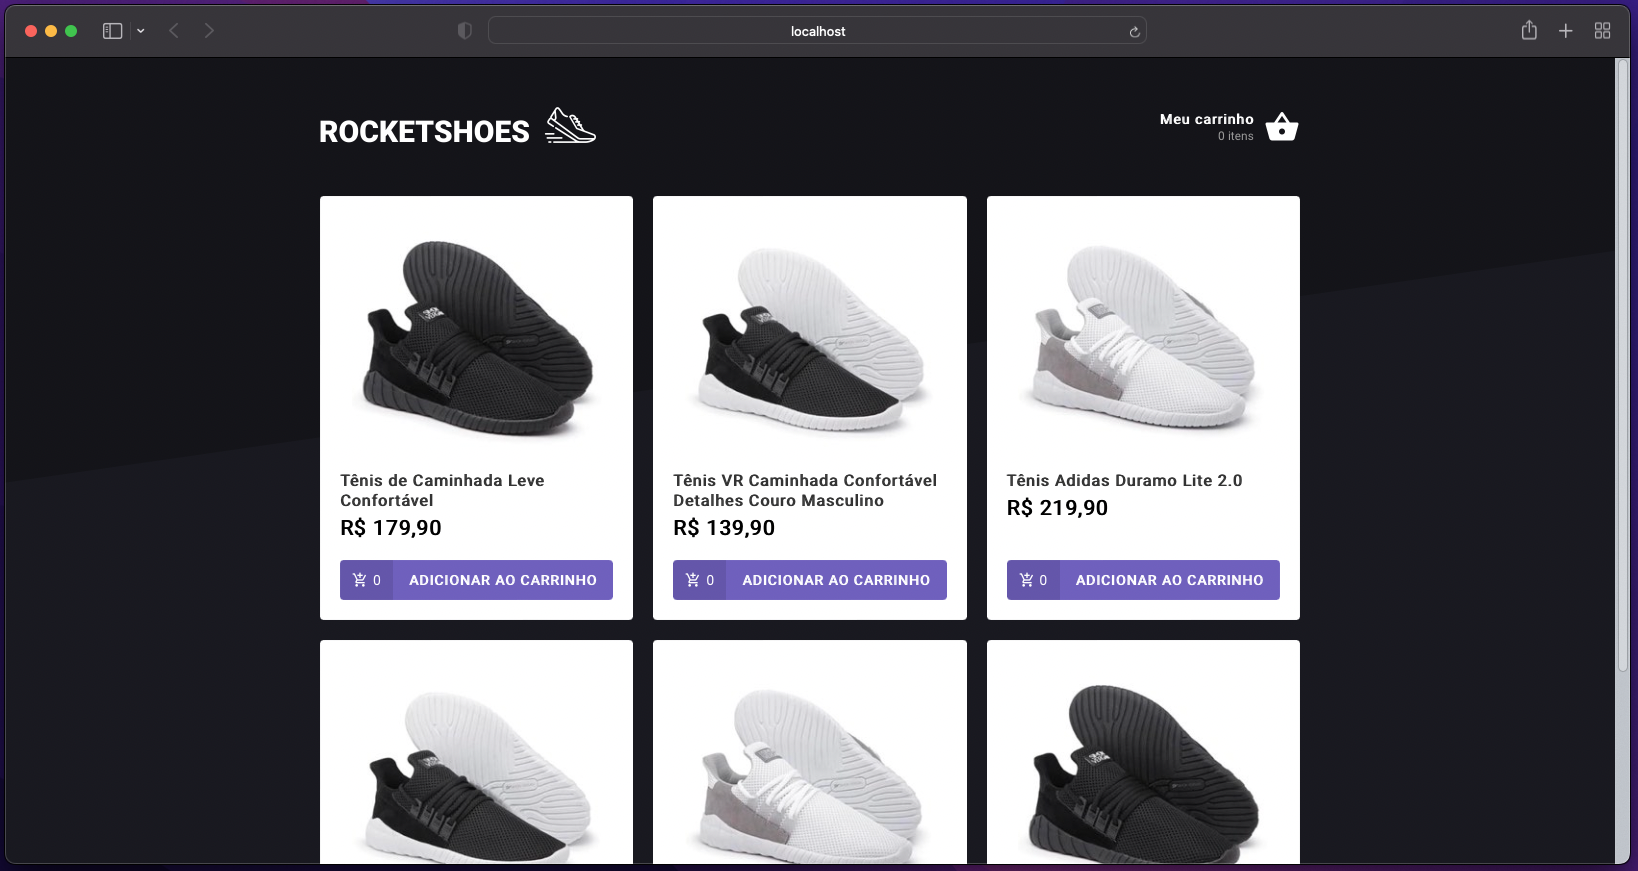 localhost
ROCKETSHOES
Meu carrinho
0 itens
Tênis de Caminhada Leve
Confortável
R$ 179,90
0 ADICIONAR AO CARRINHO
Tênis VR Caminhada Confortável
Detalhes Couro Masculino
R$ 139,90
0 ADICIONAR AO CARRINHO
Tênis Adidas Duramo Lite 2.0
R$ 219,90
0 ADICIONAR AO CARRINHO